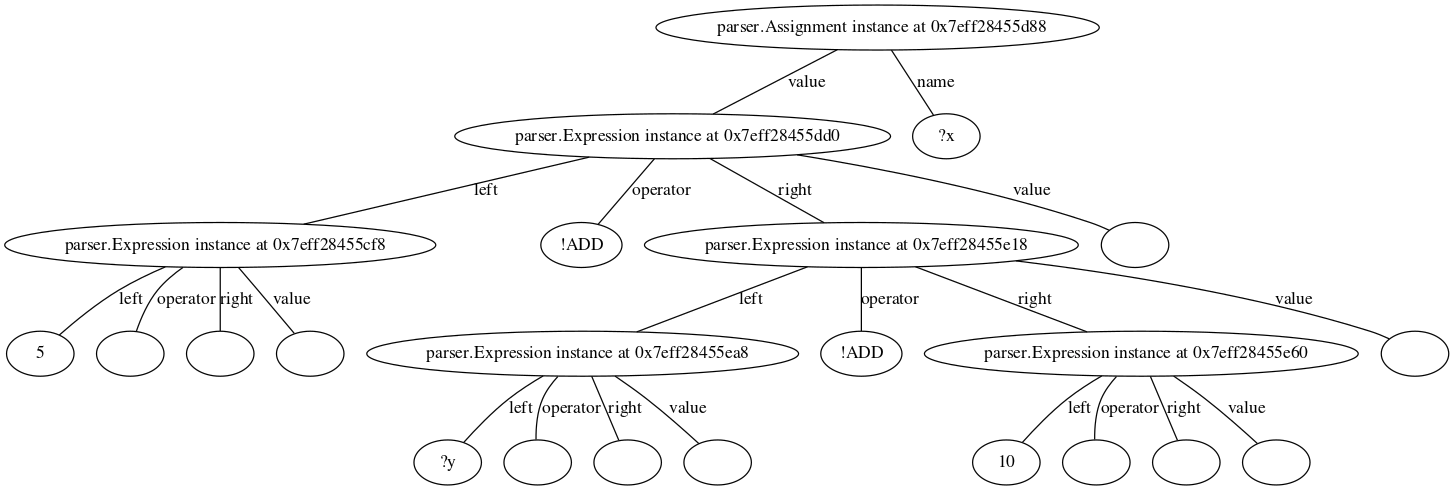 parser.Assignment instance at 0x7eff28455d88
value
name
parser.Expression instance at 0x7eff28455dd0
?x
left
operator
right
value
parser.Expression instance at 0x7eff28455cf8
!ADD
parser.Expression instance at 0x7eff28455e18
left
operator
right
value
left
operator
right
value
5
parser.Expression instance at 0x7eff28455ea8
!ADD
parser.Expression instance at 0x7eff28455e60
left
operator
right
value
left
operator
right
value
?y
10